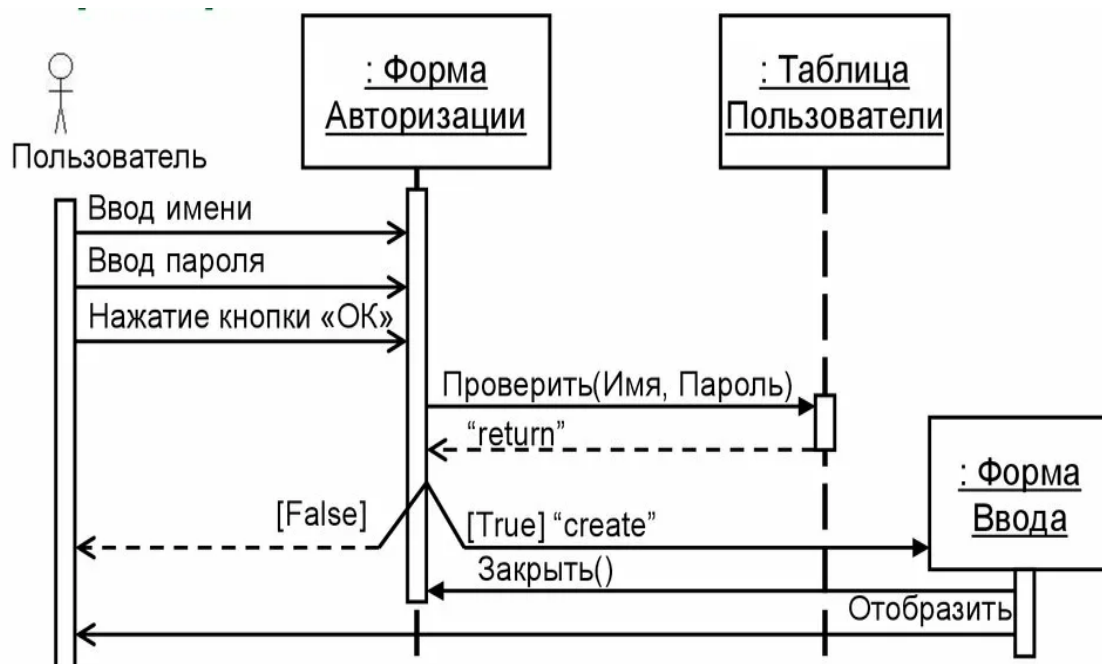 : Форма
Авторизации
: Таблица
Пользователи
Пользователь
Ввод имени
Ввод пароля
Нажатие кнопки «ОК»
Проверить(Имя, Пароль)
“return”
: Форма
Ввода
[False]
[True] “create”
Закрыть()
Отобразить